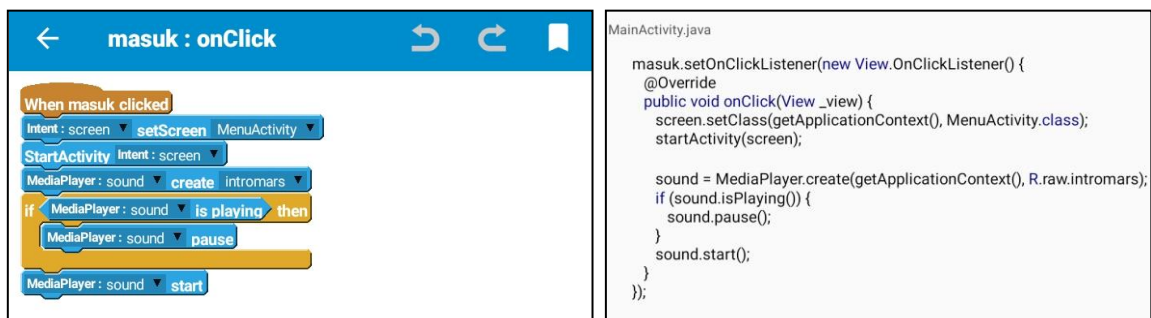 masuk : onClick
When masuk clicked
Intent : screen setScreen MenuActivity
StartActivity Intent : screen
MediaPlayer : sound create intromars
if MediaPlayer : sound is playing then
MediaPlayer : sound pause
MediaPlayer : sound start
MainActivity.java
masuk.setOnClickListener(new View.OnClickListener() {
@Override
public void onClick(View _view) {
screen.setClass(getApplicationContext(), MenuActivity.class);
startActivity(screen);
sound = MediaPlayer.create(getApplicationContext(), R.raw.intromars);
if (sound.isPlaying()) {
sound.pause();
}
sound.start();
}
});